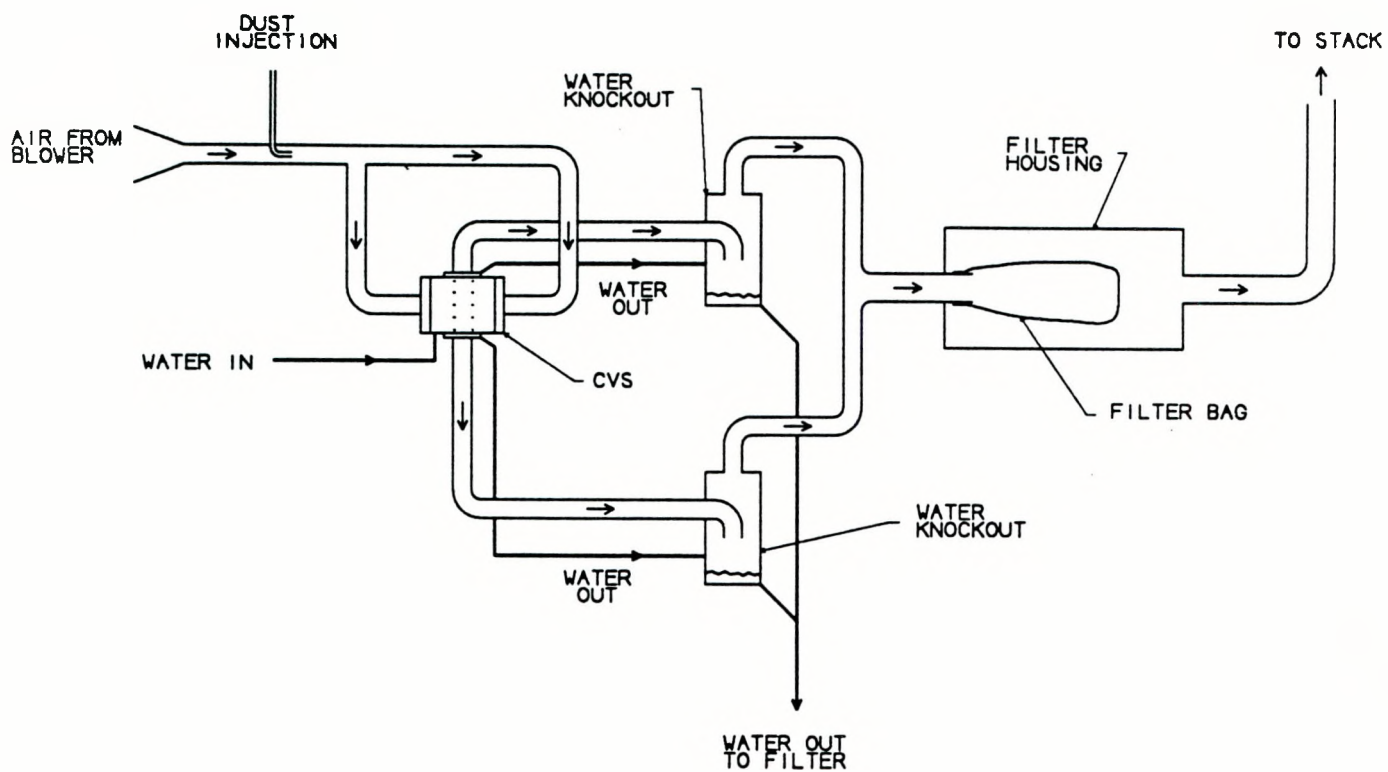 DUST
INJECTION
TO STACK
WATER
KNOCKOUT
AIR FROM
BLOWER
FILTER
HOUSING
WATER
OUT
WATER IN
CVS
FILTER BAG
WATER
KNOCKOUT
WATER
OUT
WATER OUT
TO FILTER